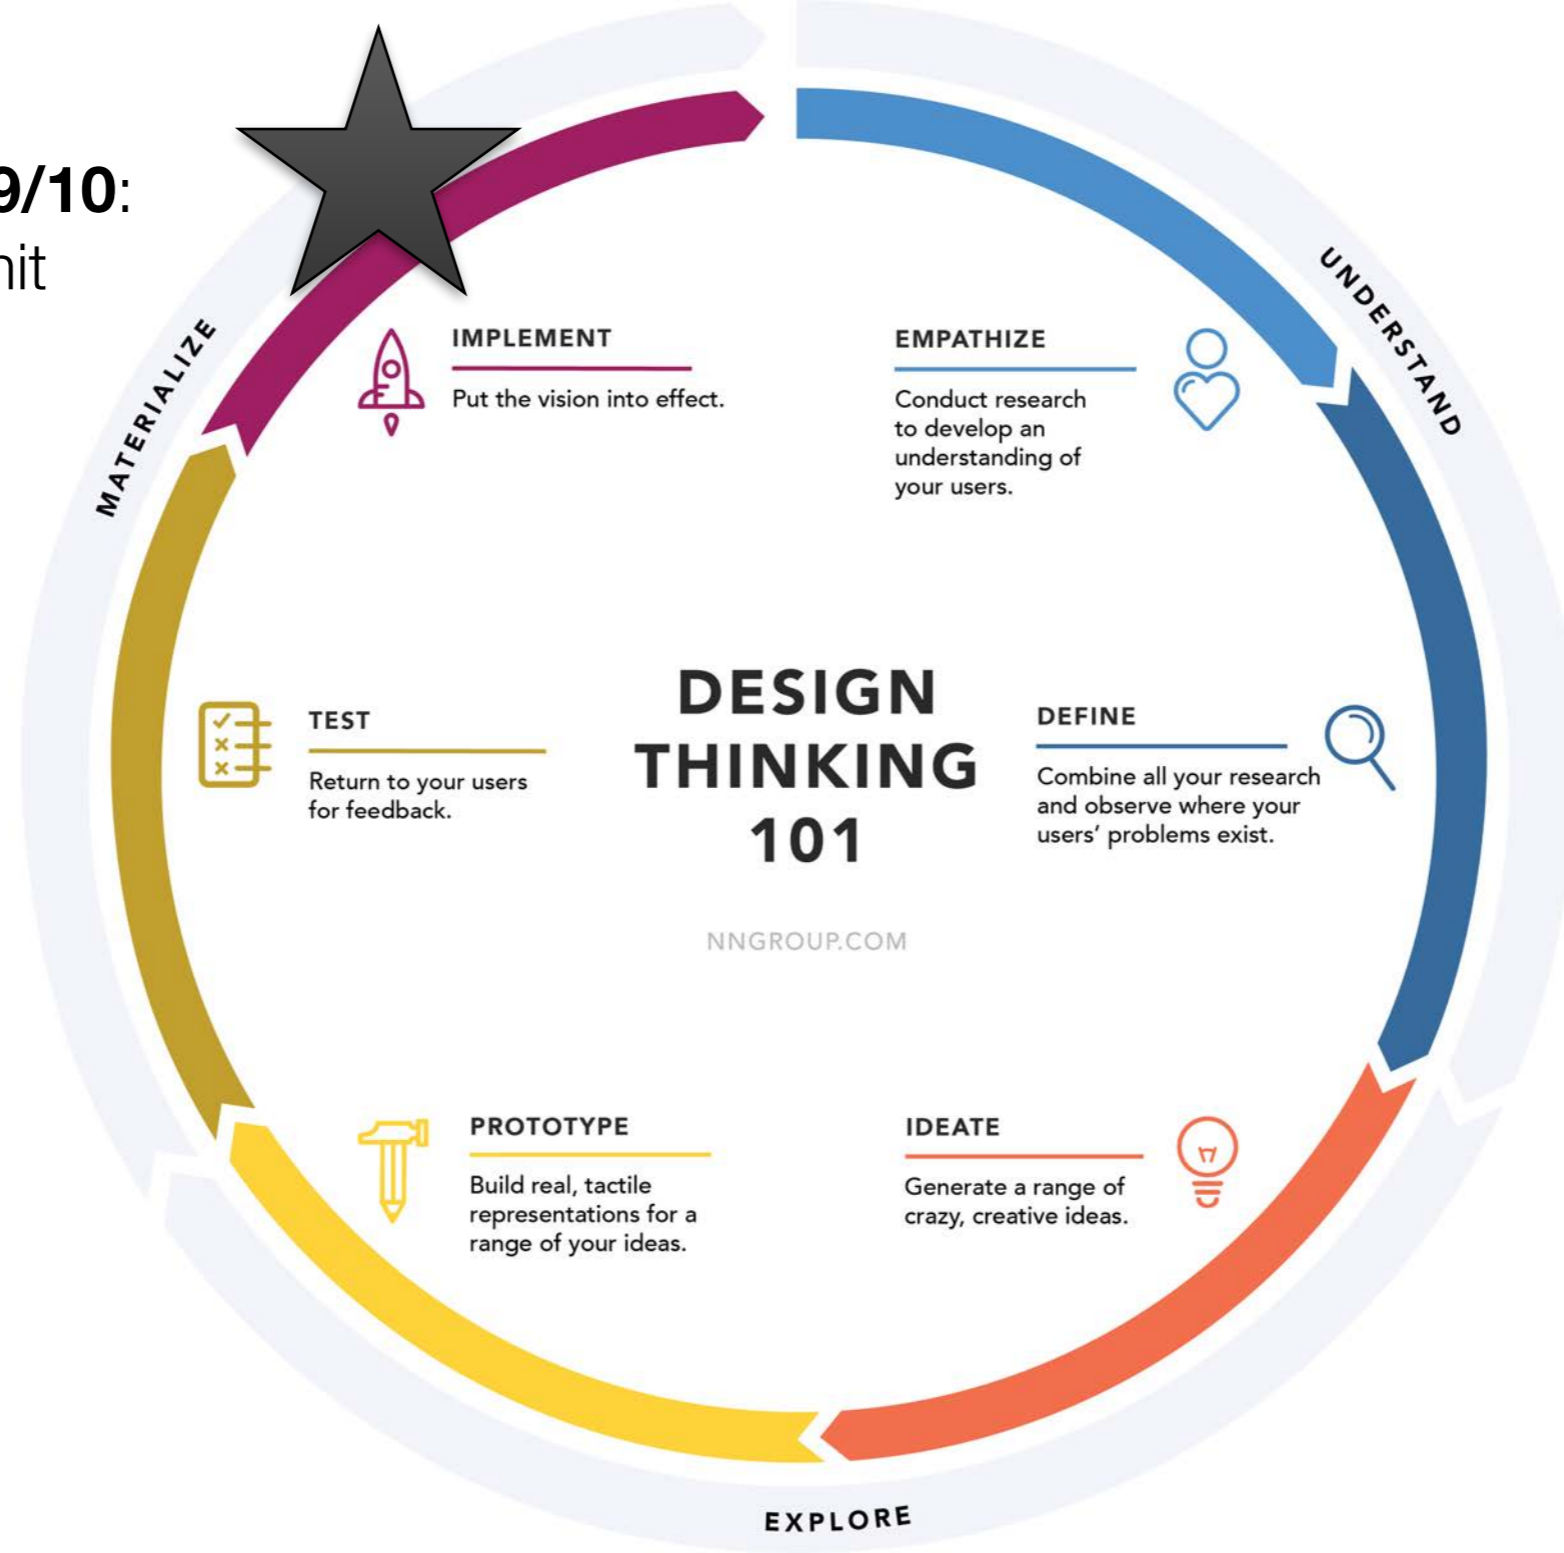 9/10:
nit
MATERIALIZE
UNDERSTAND
IMPLEMENT
Put the vision into effect.
EMPATHIZE
Conduct research
to develop an
understanding of
your users.
TEST
Return to your users
for feedback.
DESIGN
THINKING
101
NNGROUP.COM
DEFINE
Combine all your research
and observe where your
users' problems exist.
PROTOTYPE
Build real, tactile
representations for a
range of your ideas.
IDEATE
Generate a range of
crazy, creative ideas.
EXPLORE